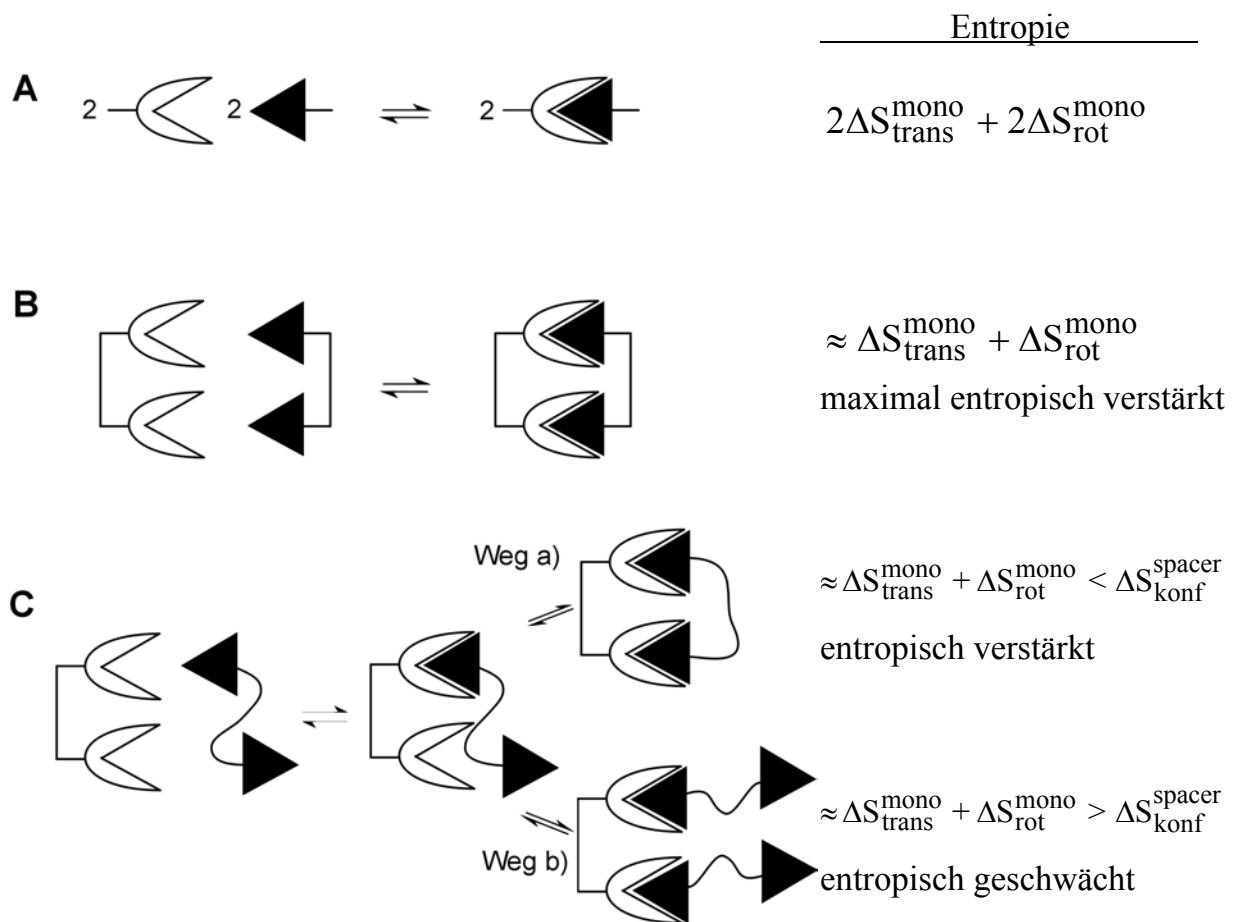 Entropie
A 2 2 ⇌ 2 2ΔS^mono_trans + 2ΔS^mono_rot
B ⇌ ≈ ΔS^mono_trans + ΔS^mono_rot
maximal entropisch verstärkt
C
Weg a) ≈ ΔS^mono_trans + ΔS^mono_rot < ΔS^spacer_konf
entropisch verstärkt
Weg b) ≈ ΔS^mono_trans + ΔS^mono_rot > ΔS^spacer_konf
entropisch geschwächt